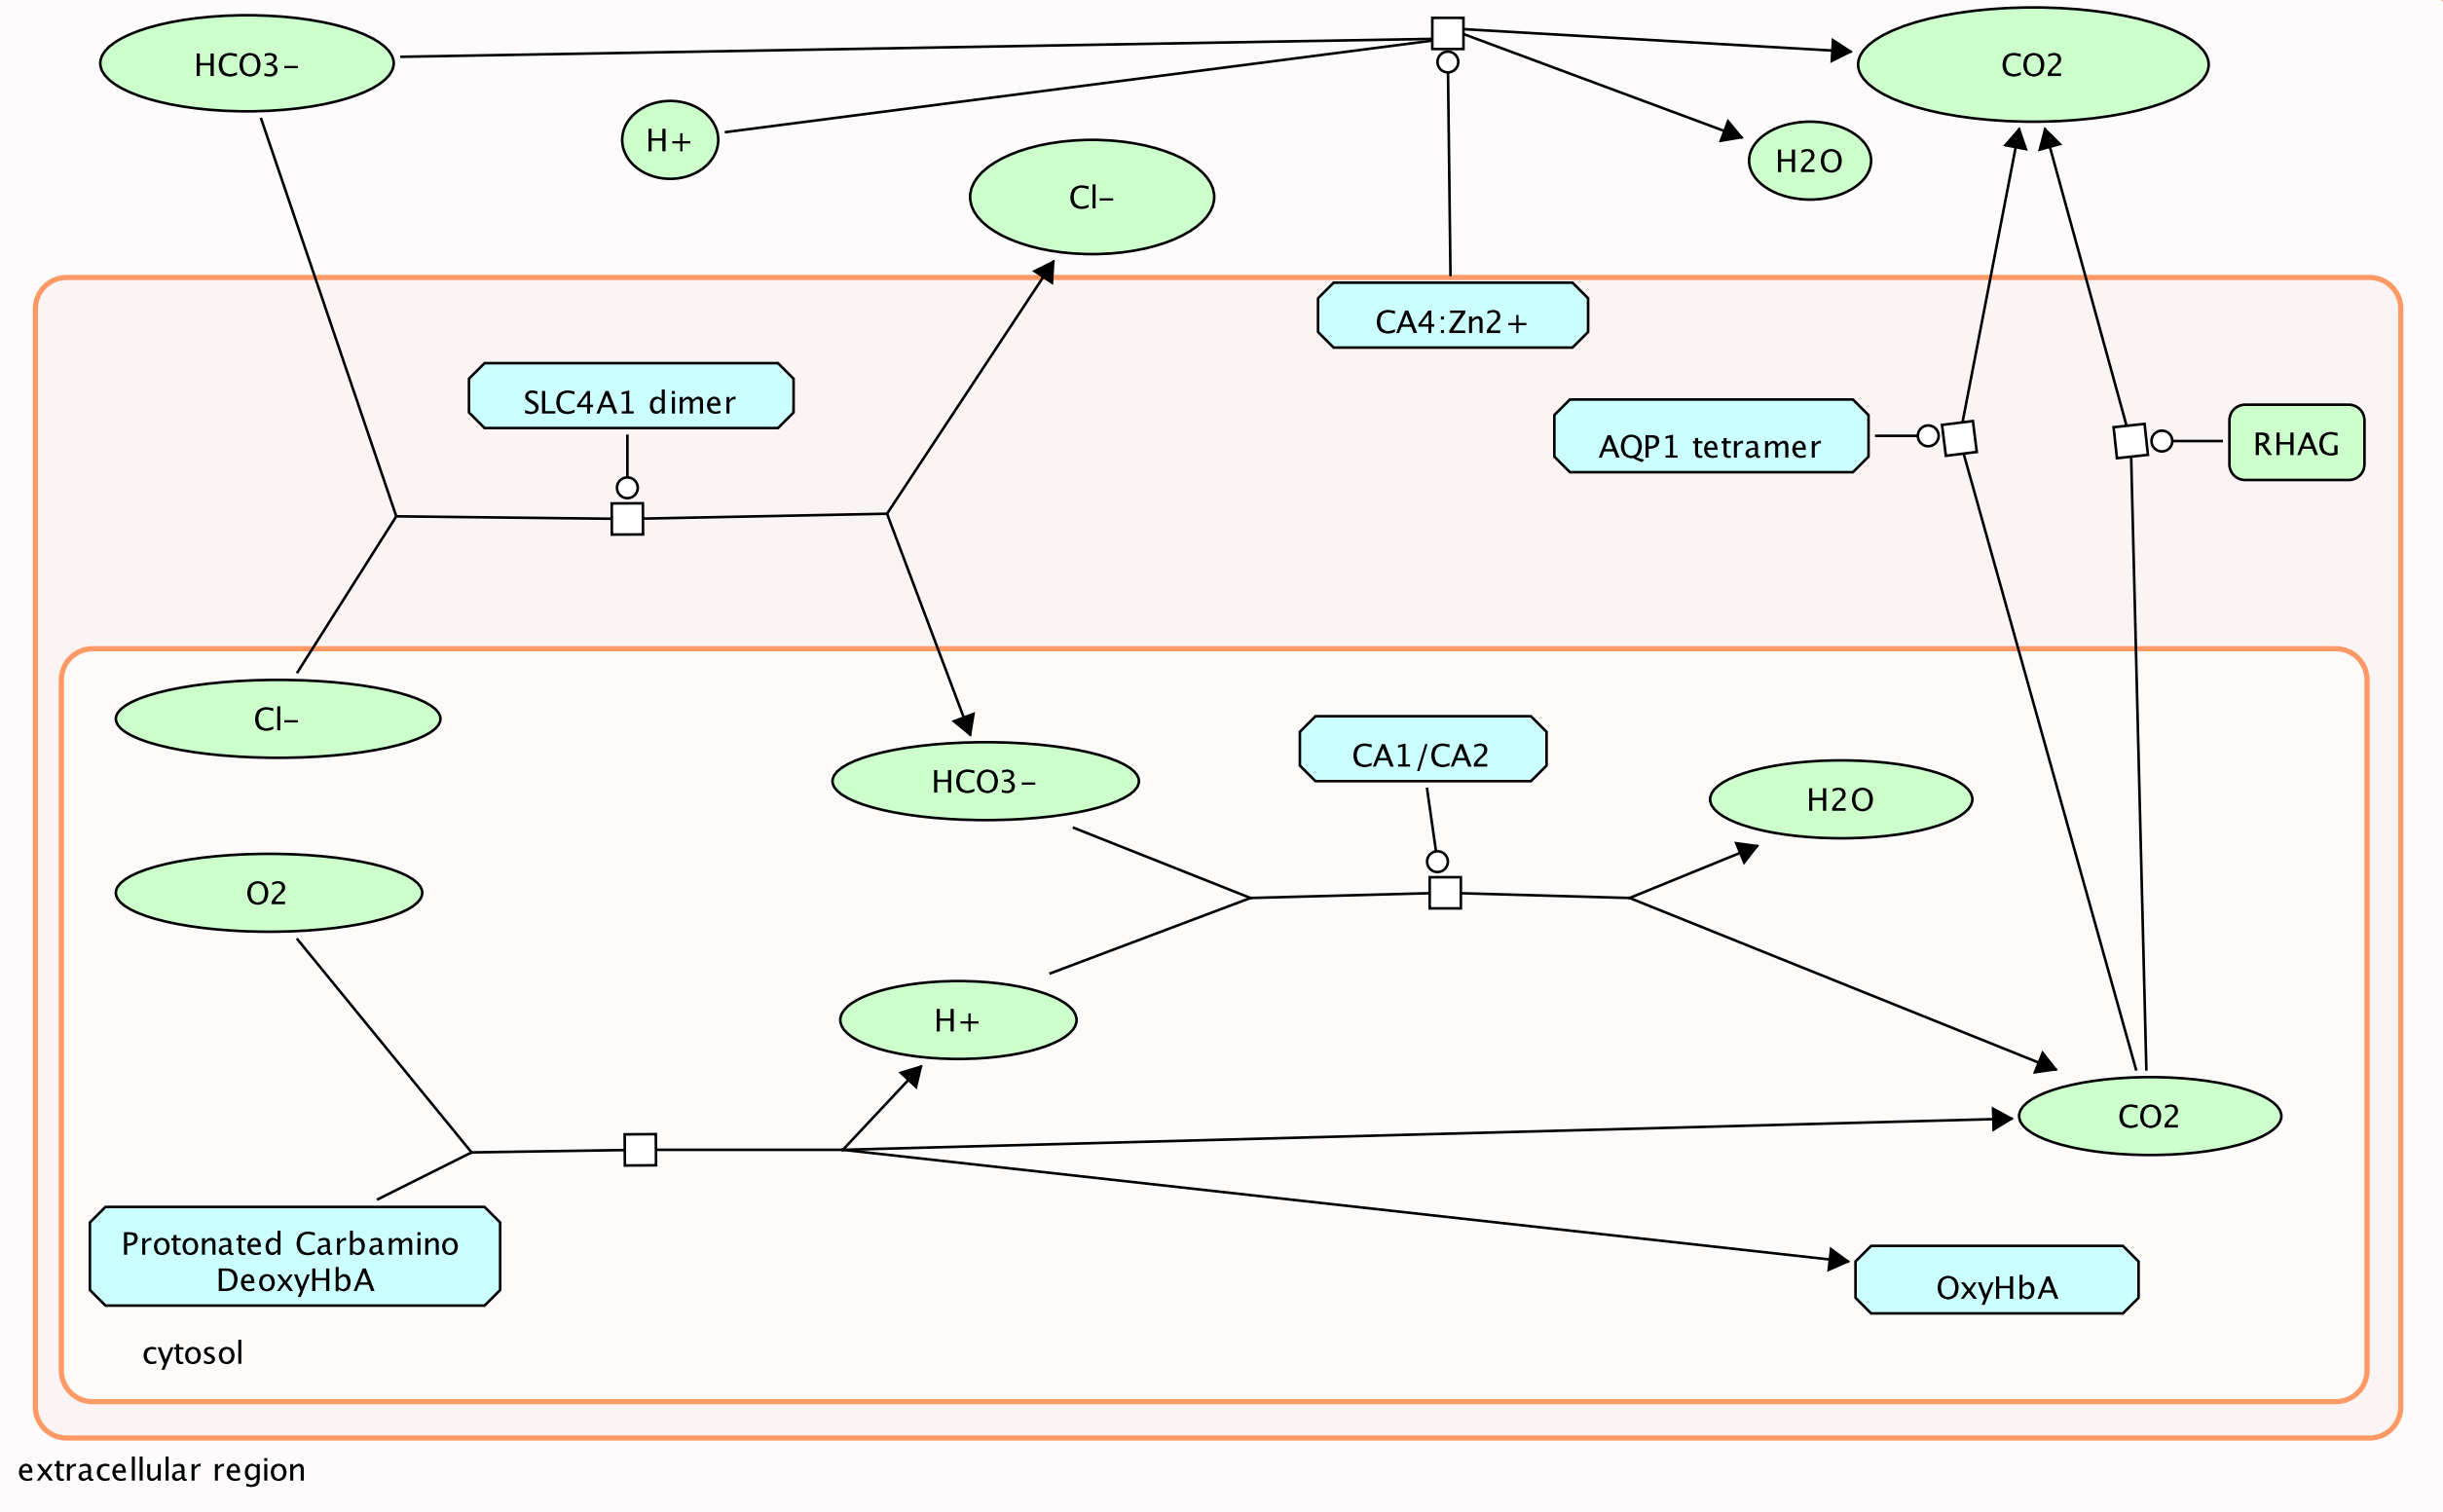 HCO3-
CO2
H+
H2O
Cl-
CA4:Zn2+
SLC4A1 dimer
AQP1 tetramer
RHAG
Cl-
HCO3-
CA1/CA2
H2O
O2
H+
CO2
Protonated Carbamino
DeoxyHbA
OxyHbA
cytosol
extracellular region